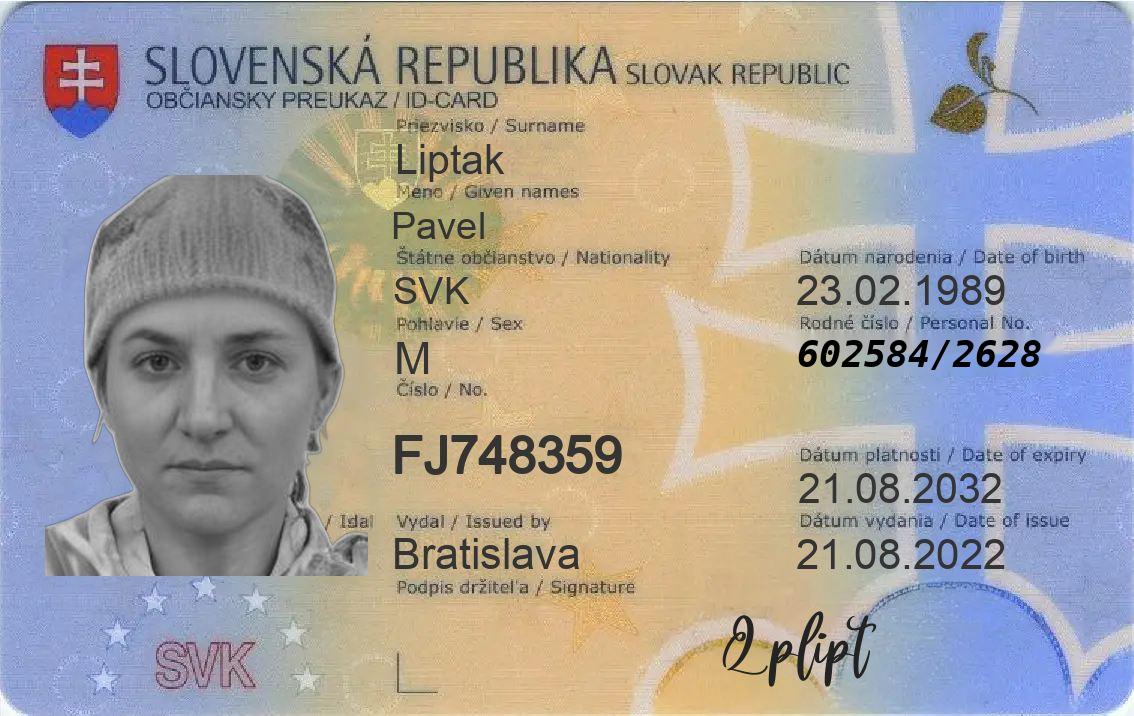 SLOVENSKÁ REPUBLIKA SLOVAK REPUBLIC
OBČIANSKY PREUKAZ / ID-CARD
Priezvisko / Surname
Liptak
Meno / Given names
Pavel
Štátne občianstvo / Nationality
SVK
Dátum narodenia / Date of birth
23.02.1989
Pohlavie / Sex
M
Rodné číslo / Personal No.
602584/2628
Číslo / No.
FJ748359
Dátum platnosti / Date of expiry
21.08.2032
Vydal / Issued by
Bratislava
Dátum vydania / Date of issue
21.08.2022
Podpis držiteľa / Signature
SVK